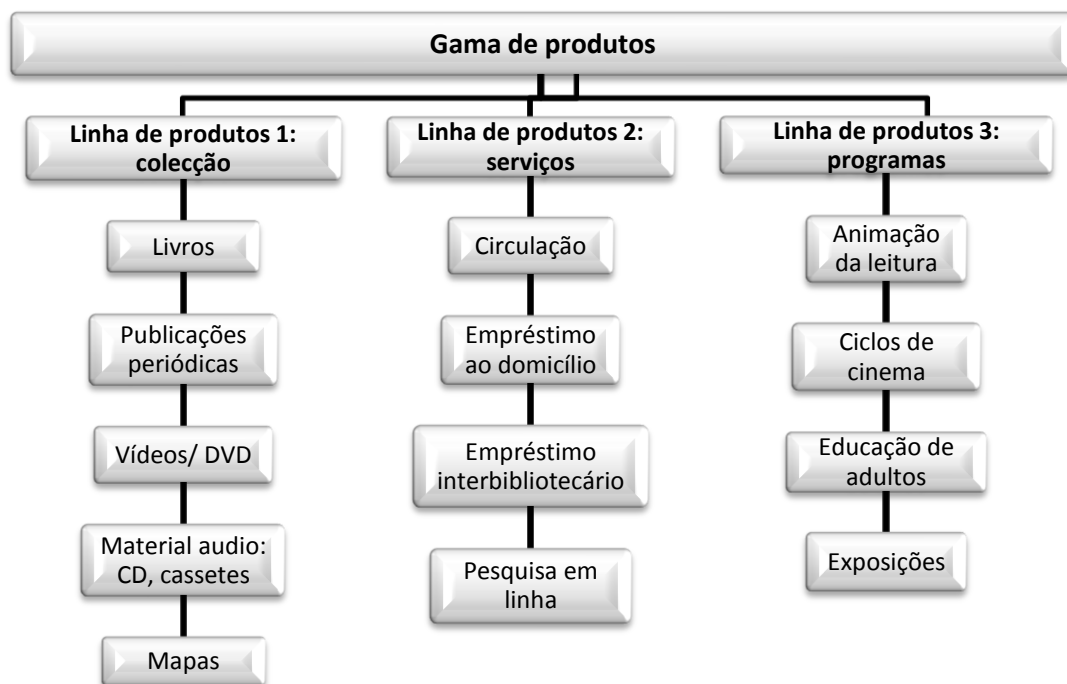 Gama de produtos
Linha de produtos 1:
colecção
Livros
Publicações
periódicas
Vídeos/ DVD
Material audio:
CD, cassetes
Mapas
Linha de produtos 2:
serviços
Circulação
Empréstimo
ao domicílio
Empréstimo
interbibliotecário
Pesquisa em
linha
Linha de produtos 3:
programas
Animação
da leitura
Ciclos de
cinema
Educação de
adultos
Exposições